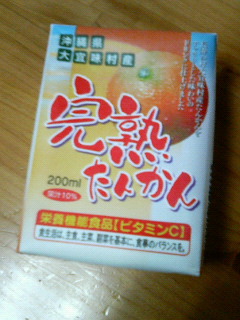 沖縄県
大宜味村産
完熟
たんかん
200ml
果汁10%
栄養機能食品【ビタミンC】
食生活は、主食、主菜、副菜を基本に、食事のバランスを。